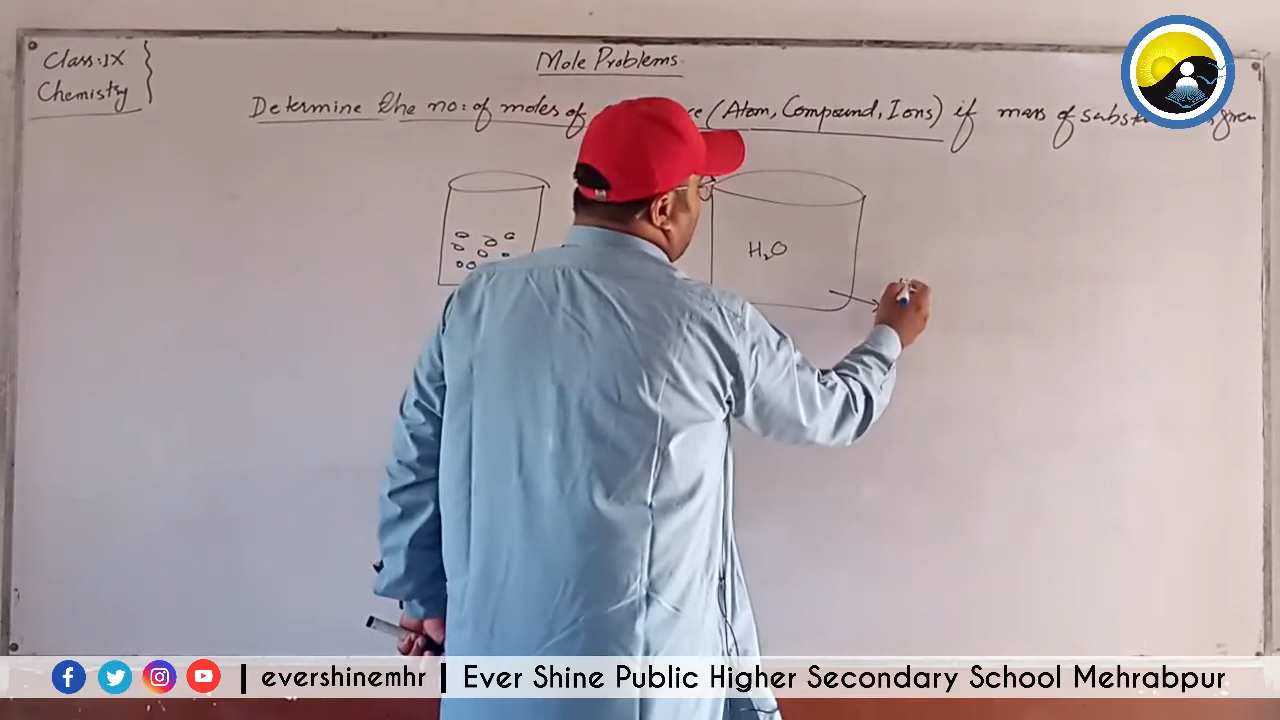 Class:IX
Chemistry
Mole Problems.
Determine the no: of moles of (Atom, Compound, Ions) if mass of given
H₂O
| evershinemhr | Ever Shine Public Higher Secondary School Mehrabpur